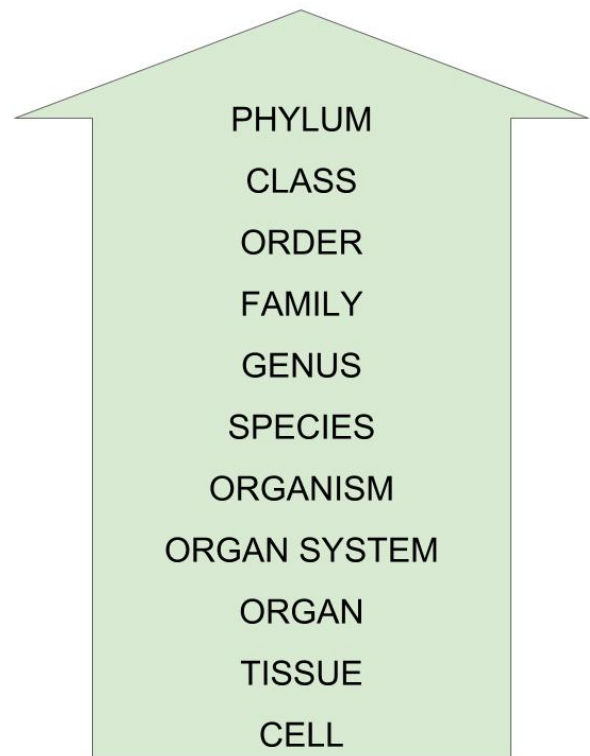 PHYLUM
CLASS
ORDER
FAMILY
GENUS
SPECIES
ORGANISM
ORGAN SYSTEM
ORGAN
TISSUE
CELL